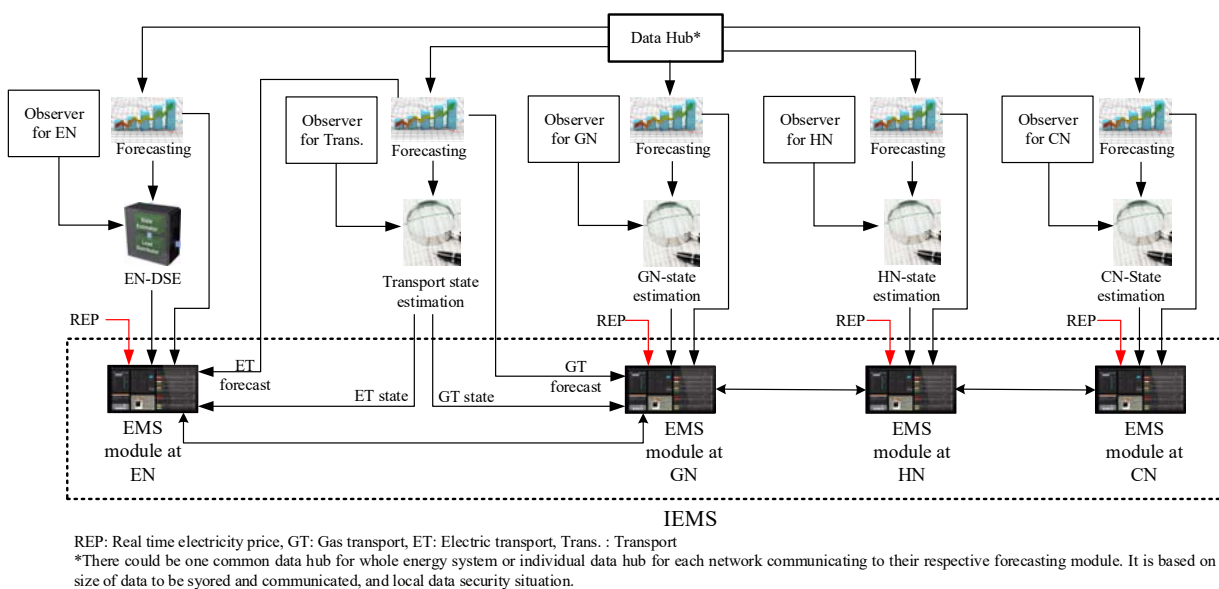 Data Hub*
Observer
for EN
Forecasting
Observer
for Trans.
Forecasting
Observer
for GN
Forecasting
Observer
for HN
Forecasting
Observer
for CN
Forecasting
State
Estimator
Load
EN-DSE
Transport state
estimation
GN-state
estimation
HN-state
estimation
CN-State
estimation
REP
REP
REP
REP
ET
forecast
GT
forecast
ET state
GT state
EMS
module at
EN
EMS
module at
GN
EMS
module at
HN
EMS
module at
CN
IEMS
REP: Real time electricity price, GT: Gas transport, ET: Electric transport, Trans. : Transport
*There could be one common data hub for whole energy system or individual data hub for each network communicating to their respective forecasting module. It is based on
size of data to be syored and communicated, and local data security situation.